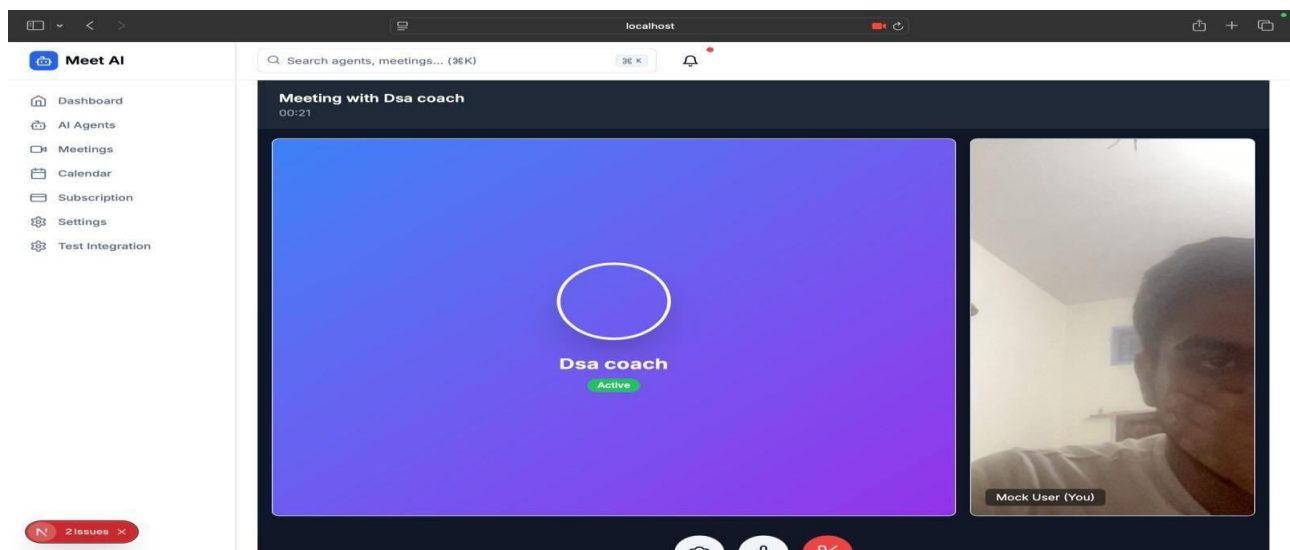 localhost
Meet AI
Search agents, meetings... (⌘K)
⌘ K
Dashboard
AI Agents
Meetings
Calendar
Subscription
Settings
Test Integration
Meeting with Dsa coach
00:21
Dsa coach
Active
Mock User (You)
N
2 Issues